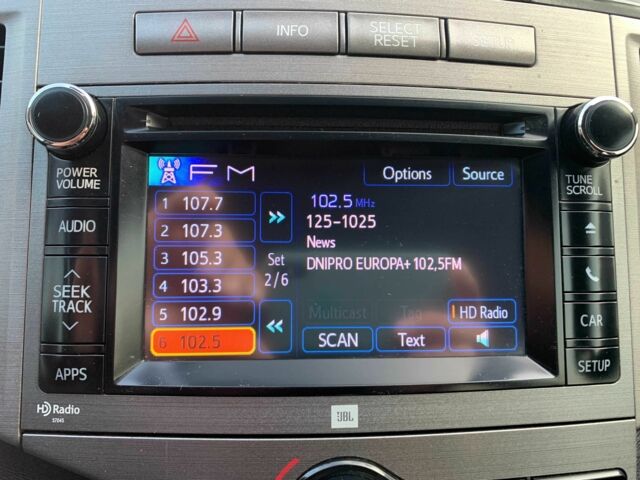 INFO
SELECT
RESET
SETUP
POWER
VOLUME
AUDIO
SEEK
TRACK
APPS
HD Radio
57045
FM
Options
Source
1 107.7
2 107.3
3 105.3
4 103.3
5 102.9
6 102.5
Set
2/6
102.5 MHz
125-1025
News
DNIPRO EUROPA+ 102,5FM
Multicast
Tag
HD Radio
SCAN
Text
TUNE
SCROLL
CAR
SETUP
JBL